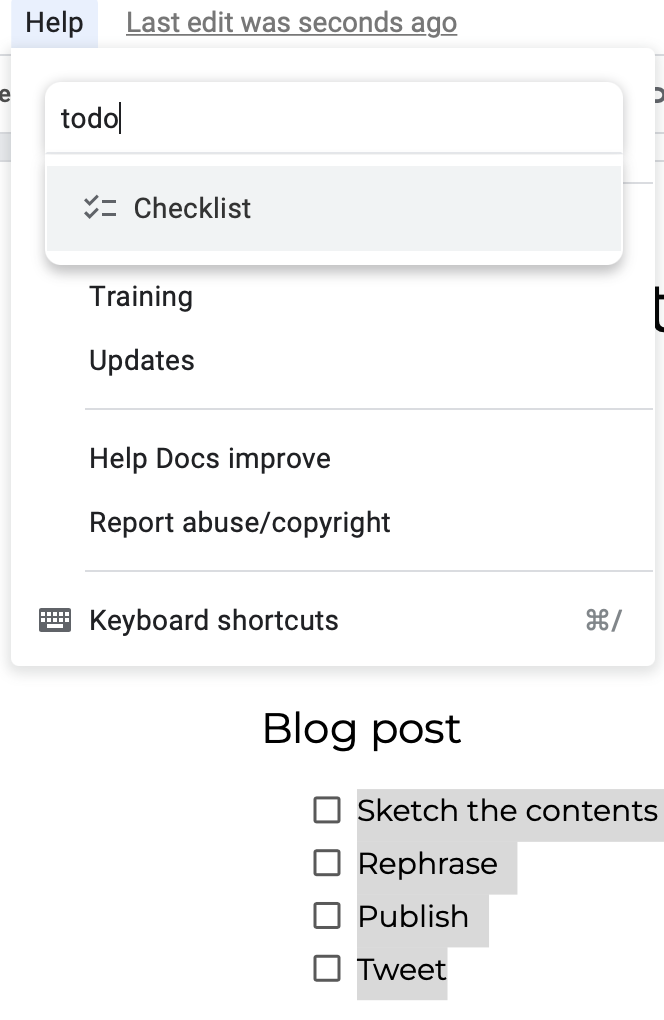 Help Last edit was seconds ago
todo
Checklist
Training
Updates
Help Docs improve
Report abuse/copyright
Keyboard shortcuts ⌘/
Blog post
Sketch the contents
Rephrase
Publish
Tweet